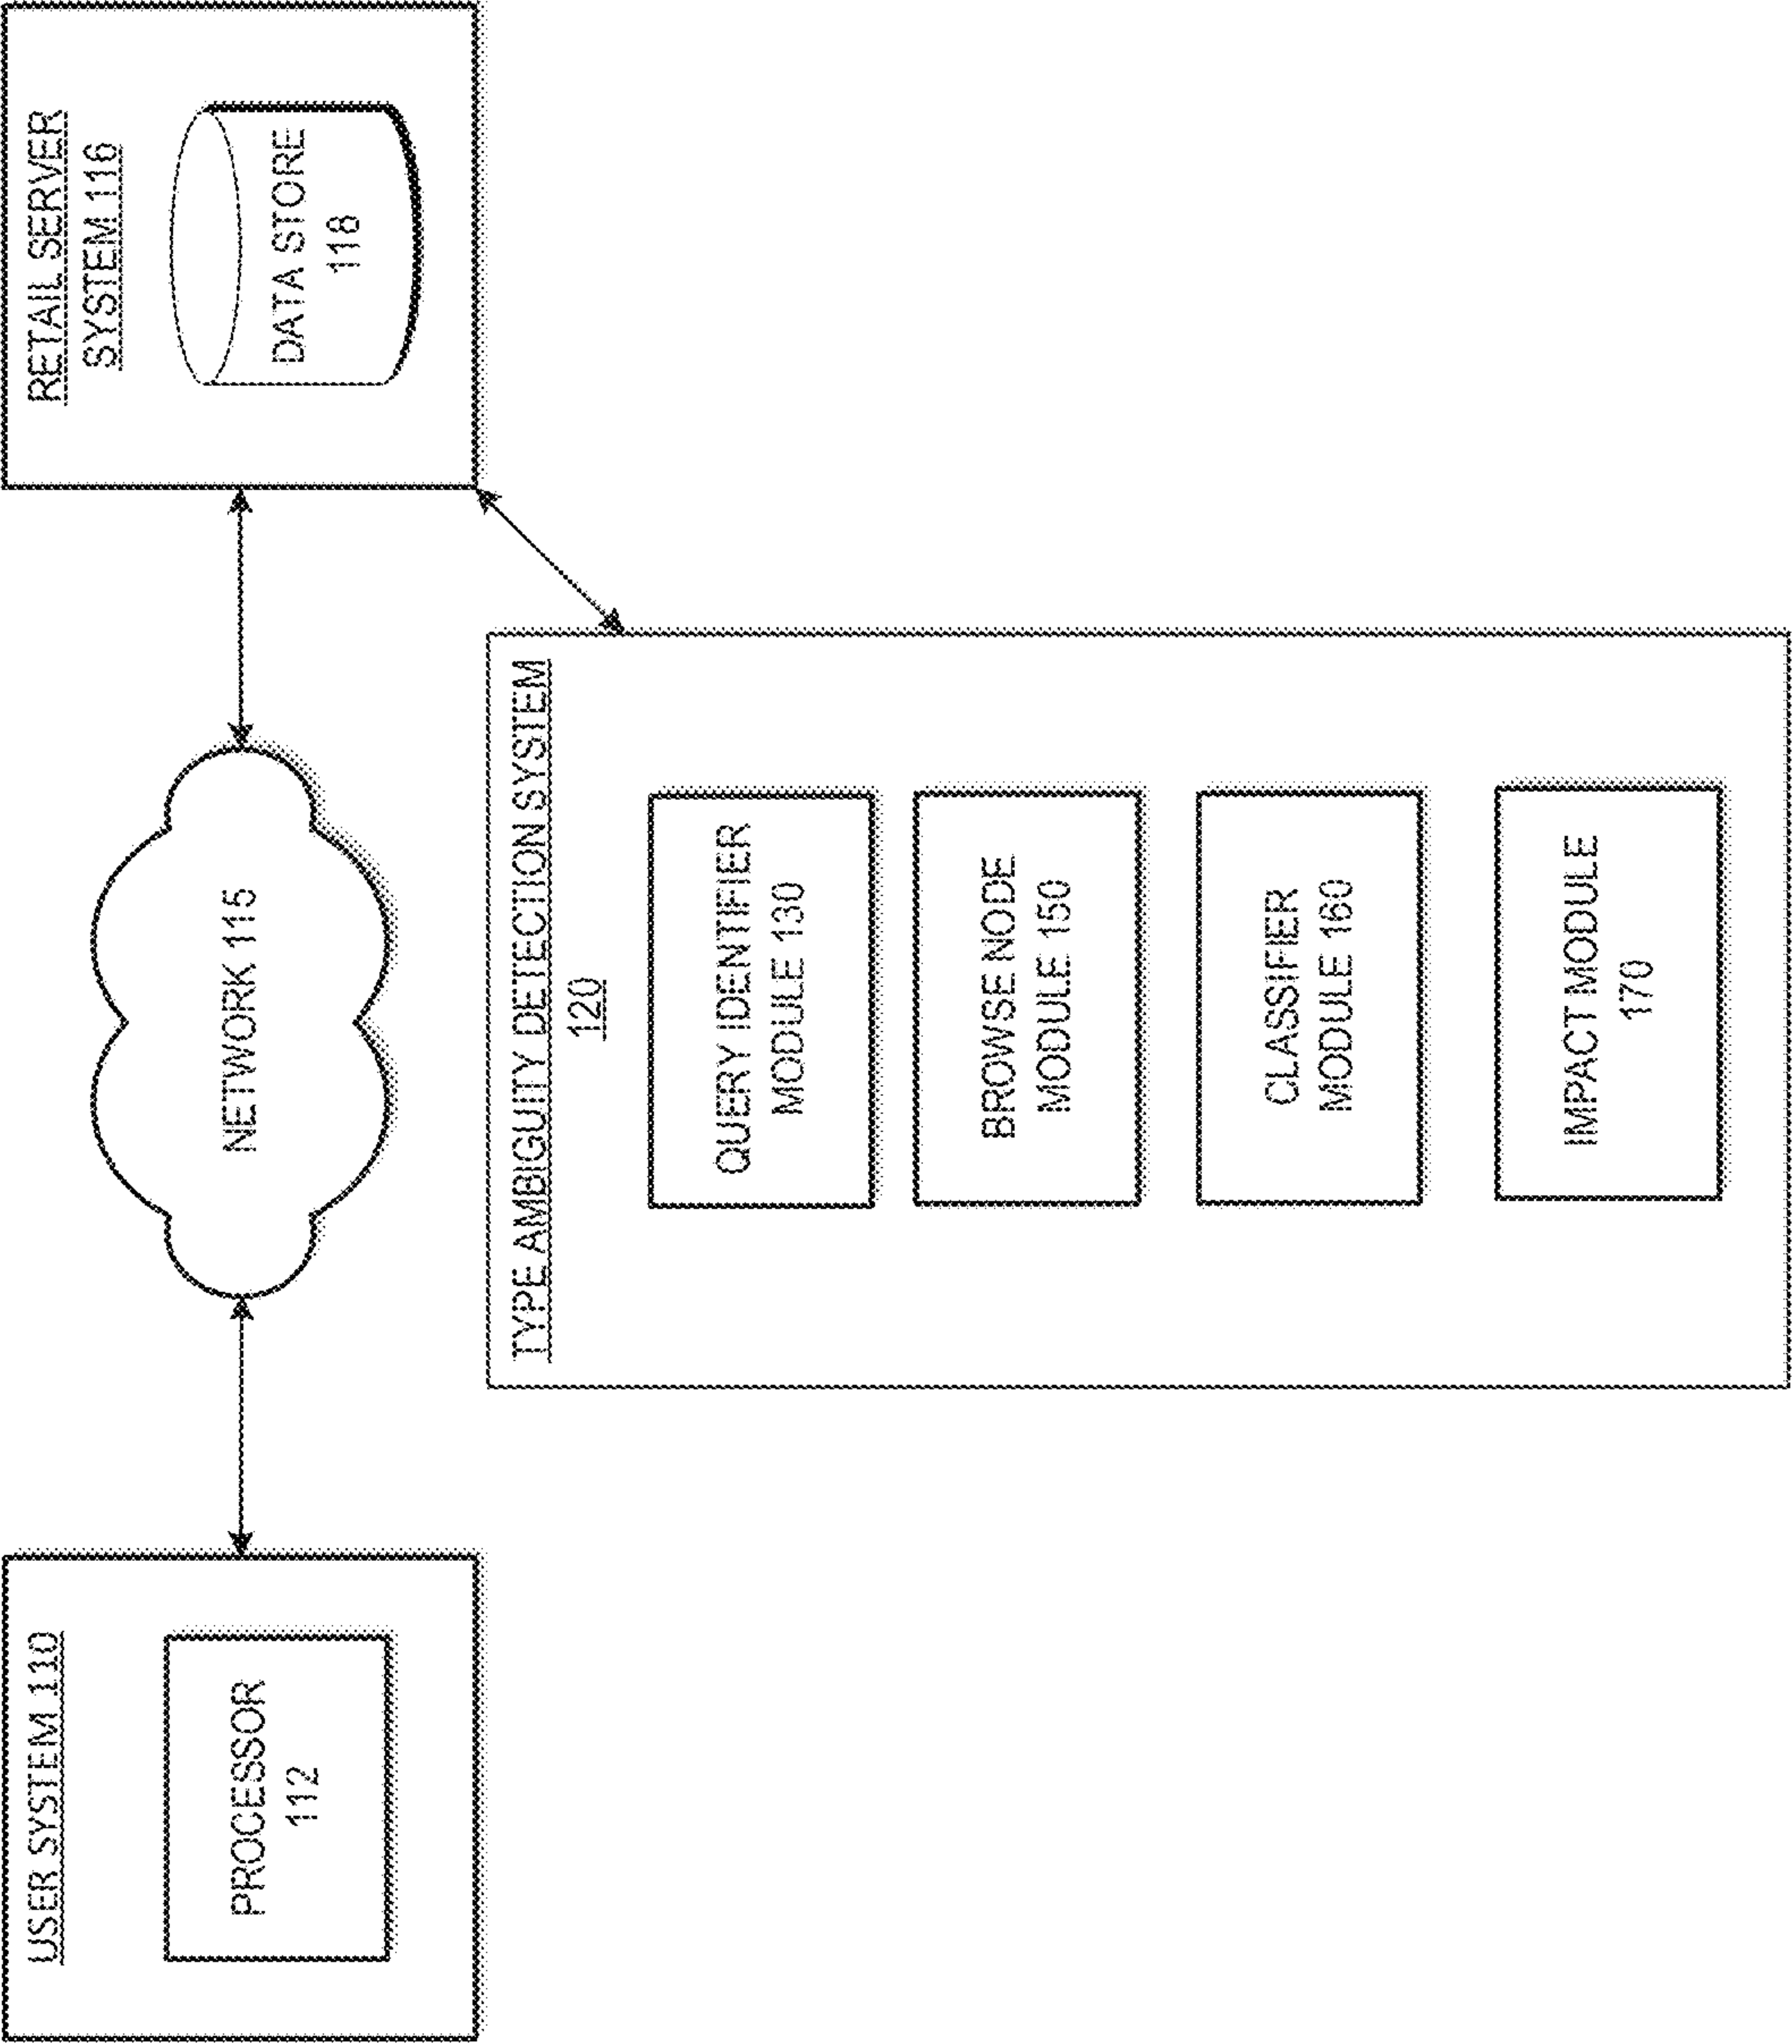 USER SYSTEM 110
PROCESSOR
112
NETWORK 115
RETAIL SERVER
SYSTEM 116
DATA STORE
118
TYPE AMBIGUITY DETECTION SYSTEM
120
QUERY IDENTIFIER
MODULE 130
BROWSE NODE
MODULE 150
CLASSIFIER
MODULE 160
IMPACT MODULE
170